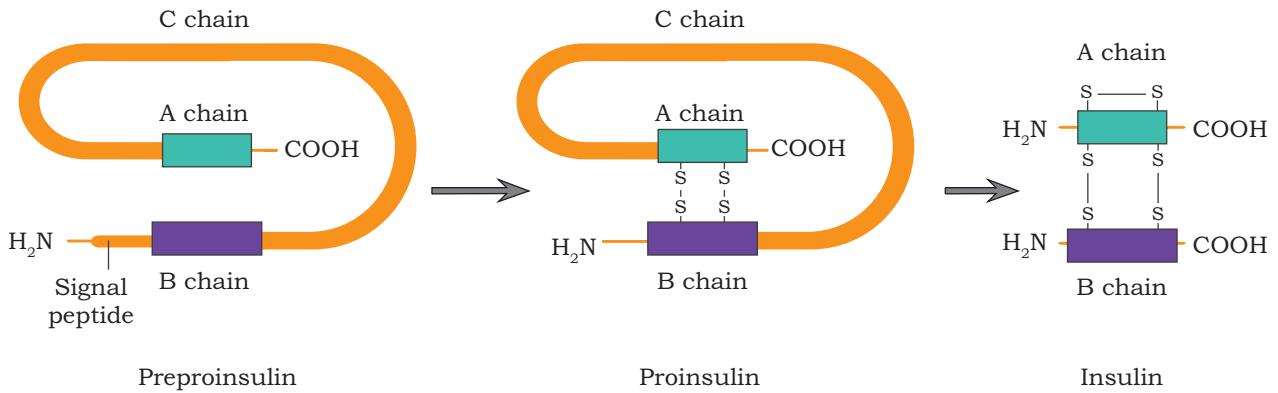 C chain
A chain
COOH
H₂N
Signal
peptide
B chain
Preproinsulin
C chain
A chain
COOH
S S
S S
H₂N
B chain
Proinsulin
A chain
S S
H₂N COOH
S S
S S
H₂N COOH
B chain
Insulin